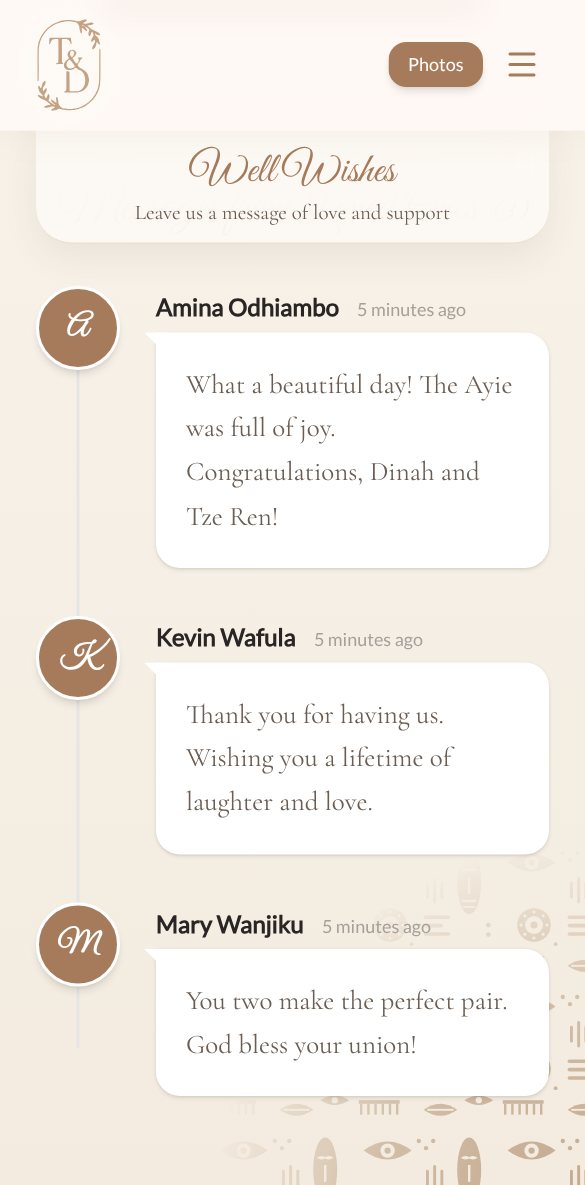 T&D
Photos
Well Wishes
Leave us a message of love and support
A
Amina Odhiambo 5 minutes ago
What a beautiful day! The Ayie
was full of joy.
Congratulations, Dinah and
Tze Ren!
K
Kevin Wafula 5 minutes ago
Thank you for having us.
Wishing you a lifetime of
laughter and love.
M
Mary Wanjiku 5 minutes ago
You two make the perfect pair.
God bless your union!